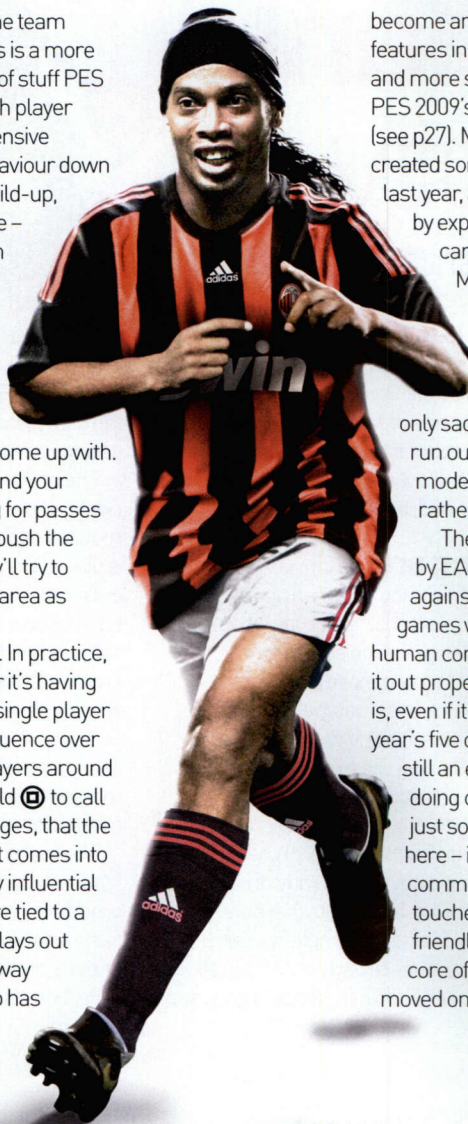 ne team
s is a more
of stuff PES
h player
ensive
aviour down
ild-up,
e –
n
ome up with.
nd your
g for passes
push the
y'll try to
area as
. In practice,
r it's having
single player
luence over
ayers around
ld to call
ges, that the
t comes into
y influential
re tied to a
lays out
way
o has
become an
features in
and more s
PES 2009's
(see p27). M
created son
last year,
by exp
can
M
only sad
run ou
mode
rathe
The
by EA
agains
games v
human con
it out prope
is, even if it
year's five o
still an e
doing o
just so
here – i
comm
touche
friendl
core of
moved on
adidas
win
adidas